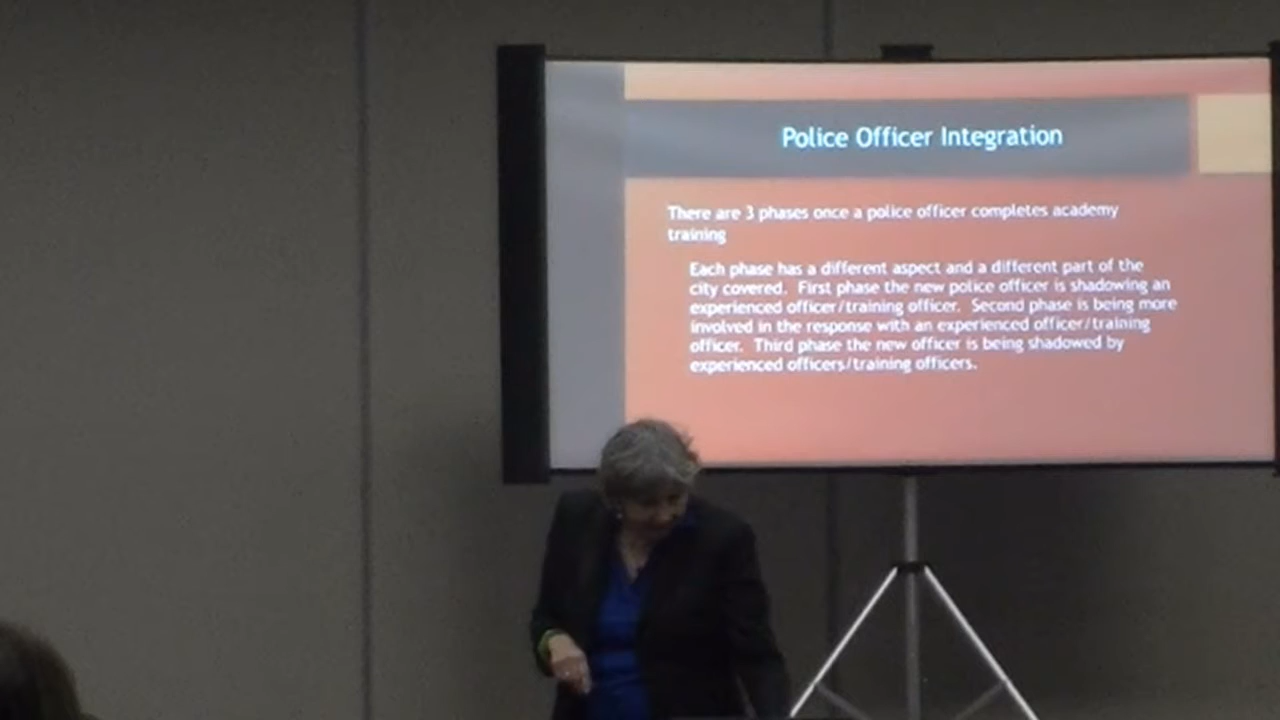 Police Officer Integration
There are 3 phases once a police officer completes academy
training
Each phase has a different aspect and a different part of the
city covered.  First phase the new police officer is shadowing an
experienced officer/training officer.  Second phase is being more
involved in the response with an experienced officer/training
officer.  Third phase the new officer is being shadowed by
experienced officers/training officers.